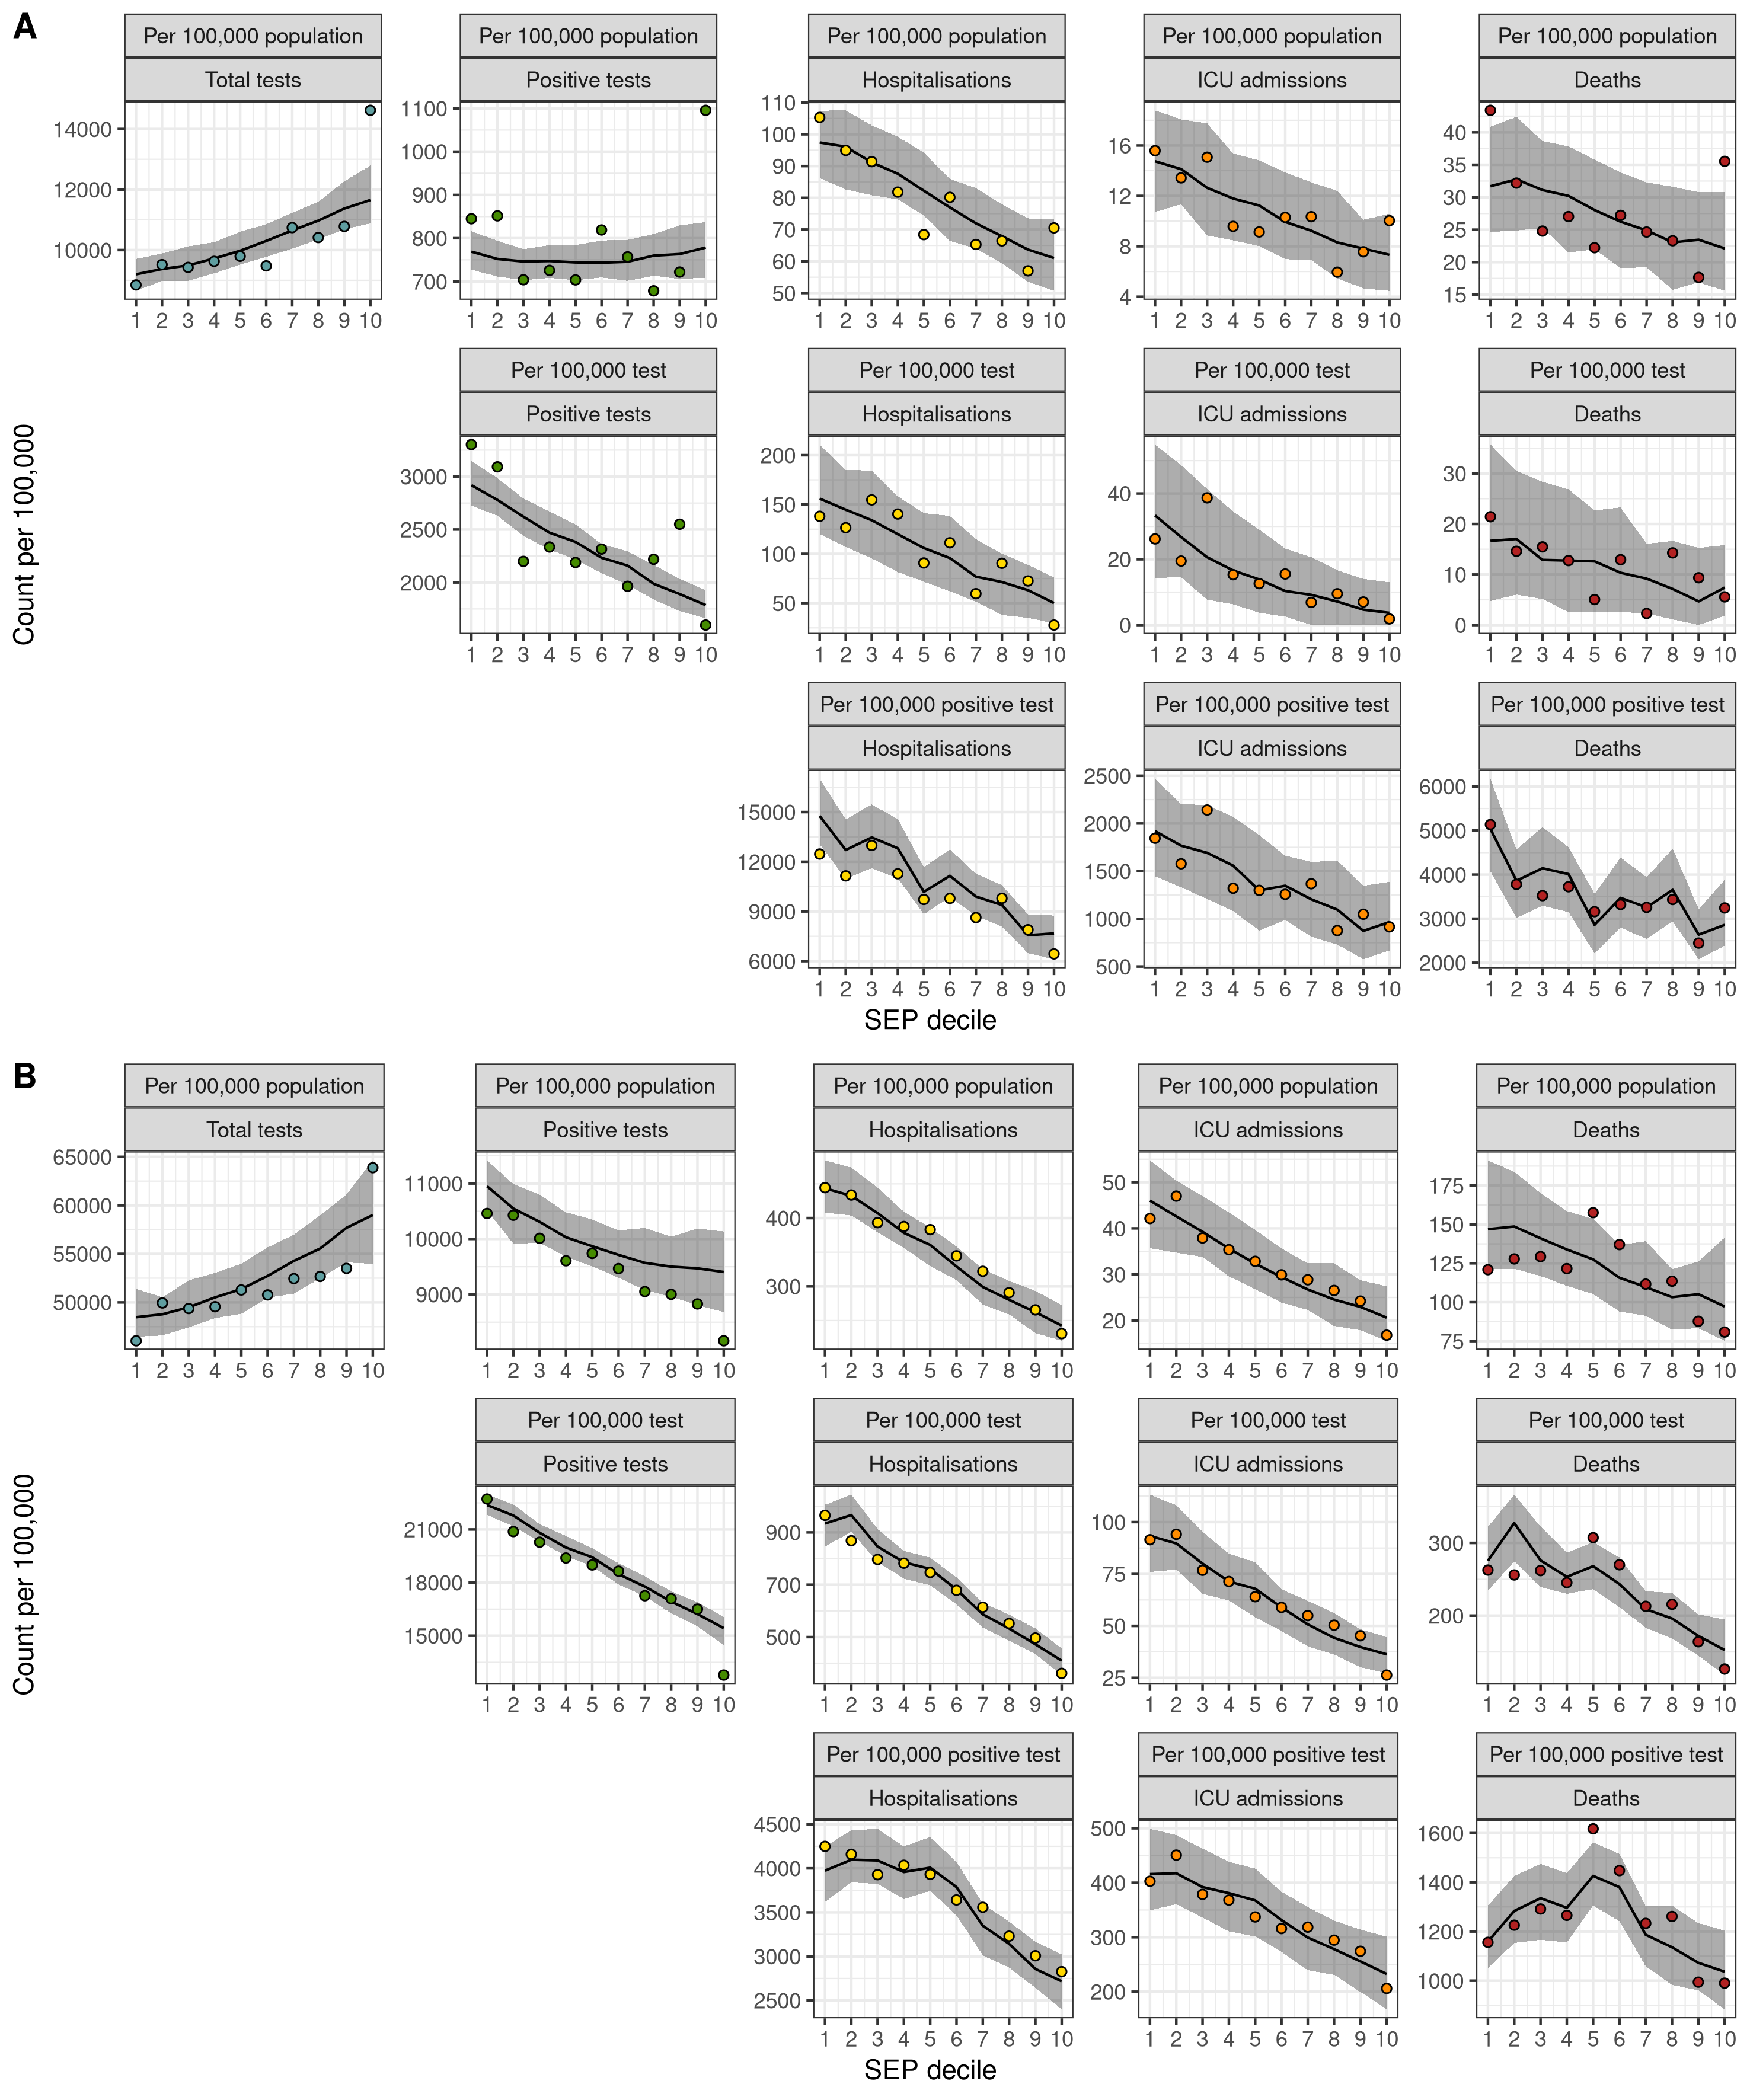 A
Per 100,000 population
Total tests
14000
12000
10000
1 2 3 4 5 6 7 8 9 10
Per 100,000 population
Positive tests
1100
1000
900
800
700
1 2 3 4 5 6 7 8 9 10
Per 100,000 population
Hospitalisations
110
100
90
80
70
60
50
1 2 3 4 5 6 7 8 9 10
Per 100,000 population
ICU admissions
16
12
8
4
1 2 3 4 5 6 7 8 9 10
Per 100,000 population
Deaths
40
35
30
25
20
15
1 2 3 4 5 6 7 8 9 10
Count per 100,000
Per 100,000 test
Positive tests
3000
2500
2000
1 2 3 4 5 6 7 8 9 10
Per 100,000 test
Hospitalisations
200
150
100
50
1 2 3 4 5 6 7 8 9 10
Per 100,000 test
ICU admissions
40
20
0
1 2 3 4 5 6 7 8 9 10
Per 100,000 test
Deaths
30
20
10
0
1 2 3 4 5 6 7 8 9 10
Per 100,000 positive test
Hospitalisations
15000
12000
9000
6000
1 2 3 4 5 6 7 8 9 10
Per 100,000 positive test
ICU admissions
2500
2000
1500
1000
500
1 2 3 4 5 6 7 8 9 10
Per 100,000 positive test
Deaths
6000
5000
4000
3000
2000
1 2 3 4 5 6 7 8 9 10
SEP decile
B
Per 100,000 population
Total tests
65000
60000
55000
50000
1 2 3 4 5 6 7 8 9 10
Per 100,000 population
Positive tests
11000
10000
9000
1 2 3 4 5 6 7 8 9 10
Per 100,000 population
Hospitalisations
400
300
1 2 3 4 5 6 7 8 9 10
Per 100,000 population
ICU admissions
50
40
30
20
1 2 3 4 5 6 7 8 9 10
Per 100,000 population
Deaths
175
150
125
100
75
1 2 3 4 5 6 7 8 9 10
Count per 100,000
Per 100,000 test
Positive tests
21000
18000
15000
1 2 3 4 5 6 7 8 9 10
Per 100,000 test
Hospitalisations
900
700
500
1 2 3 4 5 6 7 8 9 10
Per 100,000 test
ICU admissions
100
75
50
25
1 2 3 4 5 6 7 8 9 10
Per 100,000 test
Deaths
300
200
1 2 3 4 5 6 7 8 9 10
Per 100,000 positive test
Hospitalisations
4500
4000
3500
3000
2500
1 2 3 4 5 6 7 8 9 10
Per 100,000 positive test
ICU admissions
500
400
300
200
1 2 3 4 5 6 7 8 9 10
Per 100,000 positive test
Deaths
1600
1400
1200
1000
1 2 3 4 5 6 7 8 9 10
SEP decile